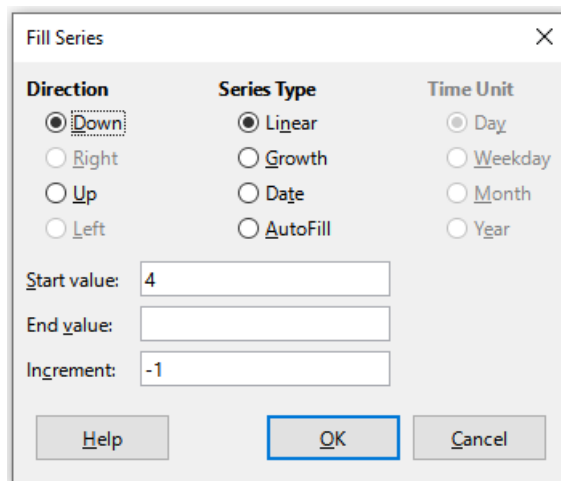 Fill Series
Direction Series Type Time Unit
Down Linear Day
Right Growth Weekday
Up Date Month
Left AutoFill Year
Start value: 4
End value:
Increment: -1
Help OK Cancel